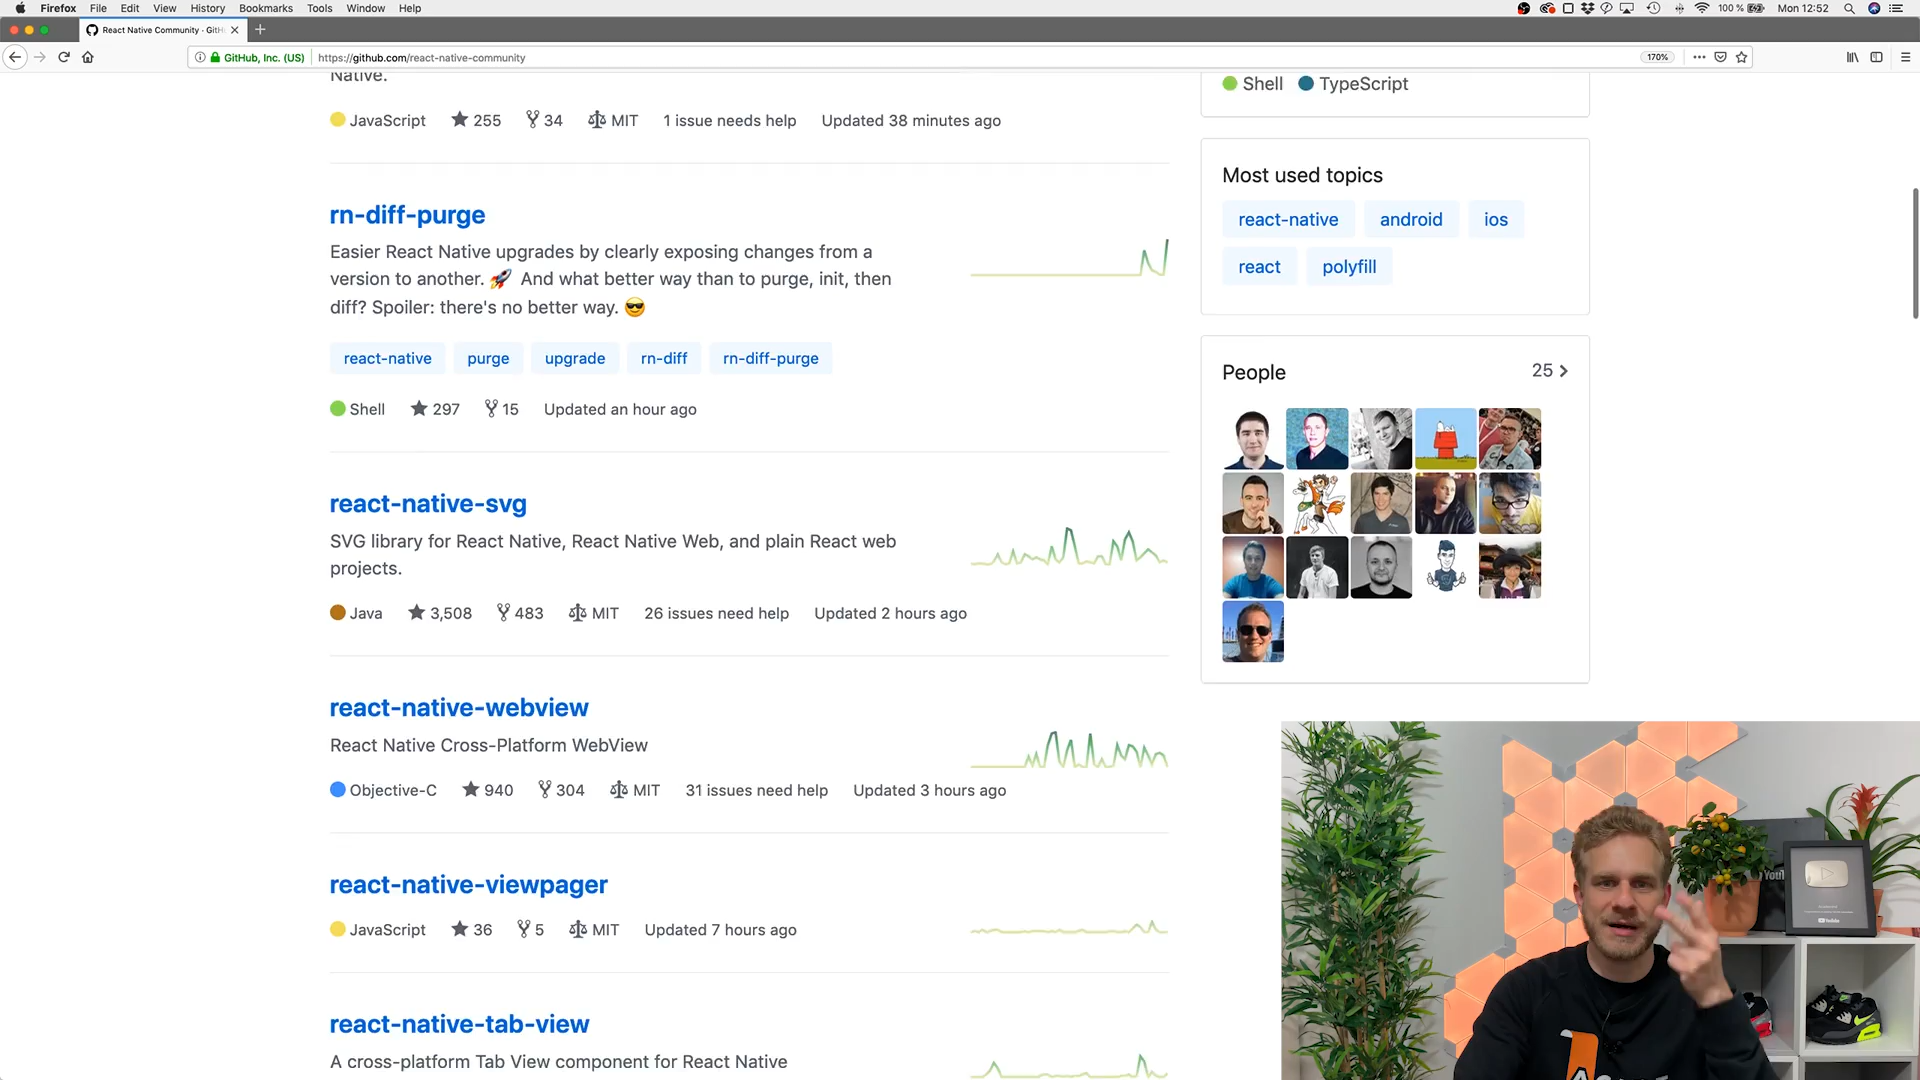 Firefox File Edit View History Bookmarks Tools Window Help 100 % Mon 12:52
React Native Community · GitH
GitHub, Inc. (US) https://github.com/react-native-community 170%
Native.
JavaScript 255 34 MIT 1 issue needs help Updated 38 minutes ago
rn-diff-purge
Easier React Native upgrades by clearly exposing changes from a
version to another. 🚀 And what better way than to purge, init, then
diff? Spoiler: there's no better way. 😎
react-native purge upgrade rn-diff rn-diff-purge
Shell 297 15 Updated an hour ago
react-native-svg
SVG library for React Native, React Native Web, and plain React web
projects.
Java 3,508 483 MIT 26 issues need help Updated 2 hours ago
react-native-webview
React Native Cross-Platform WebView
Objective-C 940 304 MIT 31 issues need help Updated 3 hours ago
react-native-viewpager
JavaScript 36 5 MIT Updated 7 hours ago
react-native-tab-view
A cross-platform Tab View component for React Native
Shell TypeScript
Most used topics
react-native android ios
react polyfill
People 25
YouTube